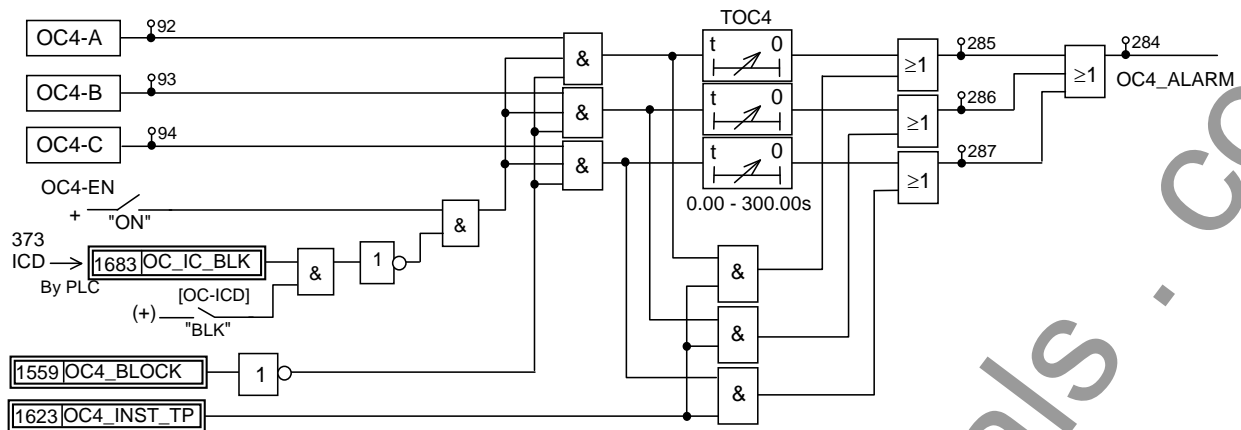 TOC4
OC4-A
92
&
t 0
≥1
285
≥1
284
OC4_ALARM
OC4-B
93
&
t 0
≥1
286
OC4-C
94
&
t 0
≥1
287
0.00 - 300.00s
OC4-EN
+
"ON"
&
373
ICD
1683 OC_IC_BLK
By PLC
&
1
&
[OC-ICD]
(+)
"BLK"
&
1559 OC4_BLOCK
1
&
1623 OC4_INST_TP
als . co